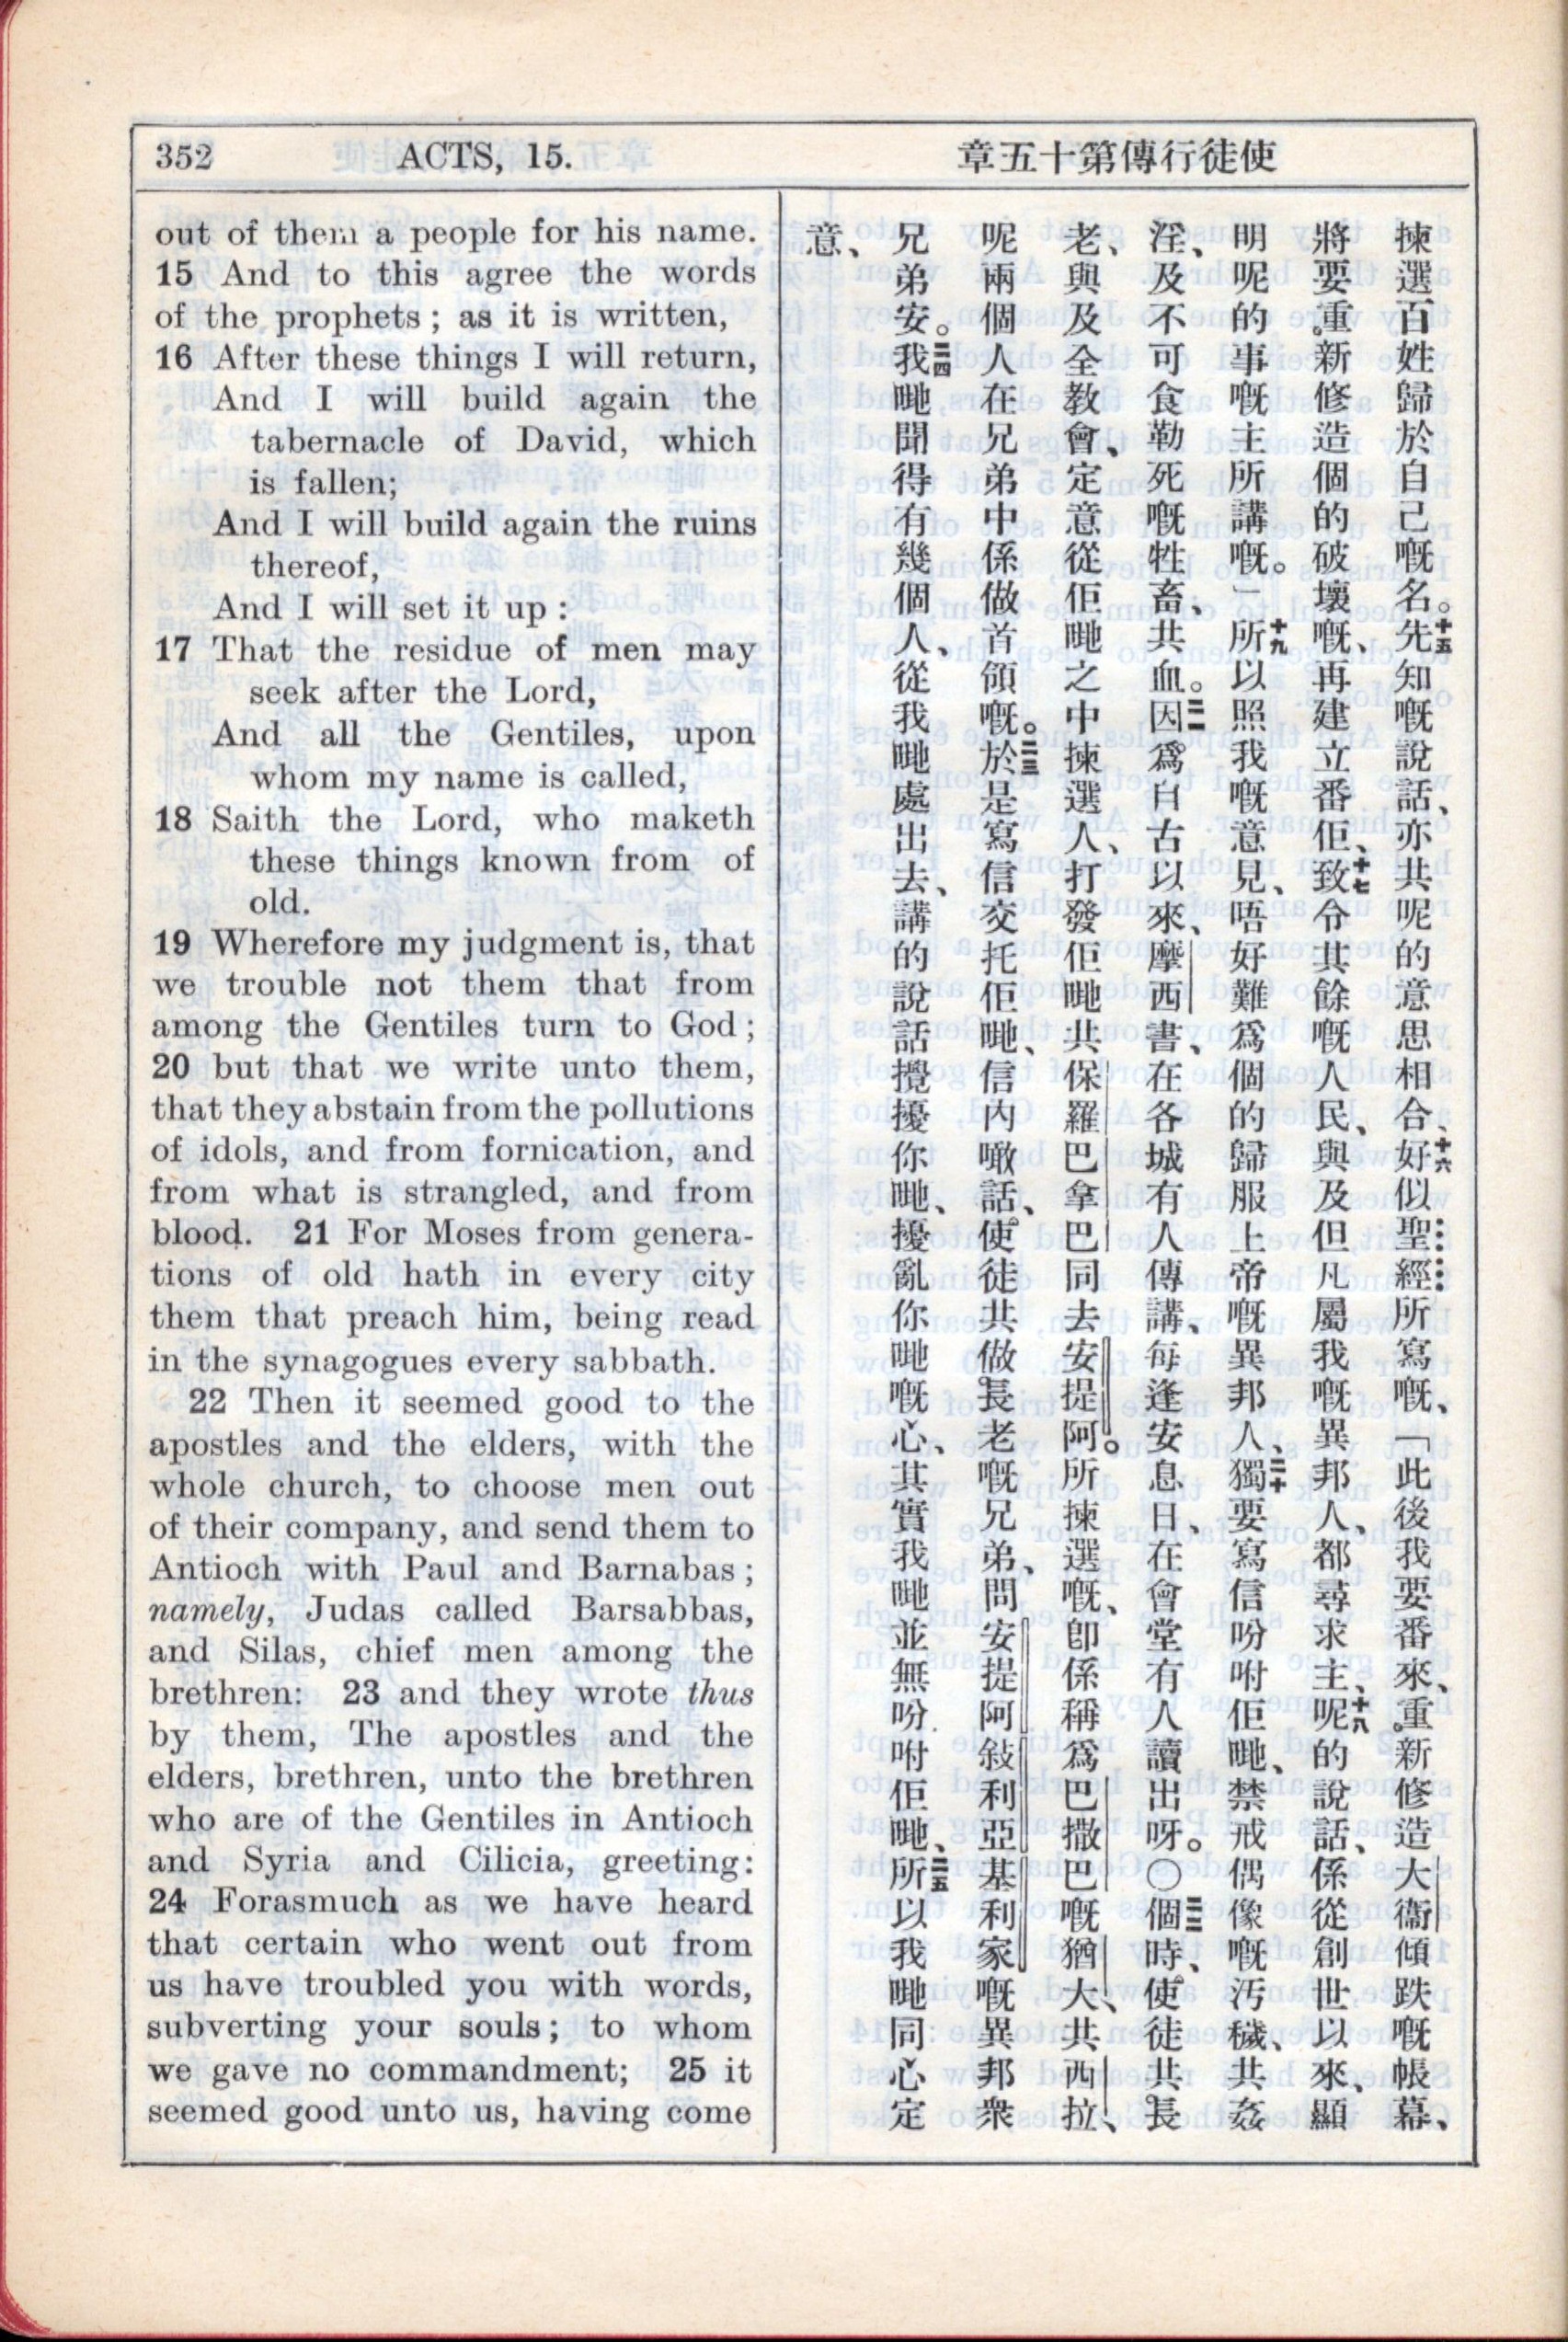 352
ACTS, 15.
章五十第傳行徒使
out of them a people for his name.
15 And to this agree the words
of the prophets; as it is written,
16 After these things I will return,
And I will build again the
tabernacle of David, which
is fallen;
And I will build again the ruins
thereof,
And I will set it up:
17 That the residue of men may
seek after the Lord,
And all the Gentiles, upon
whom my name is called,
18 Saith the Lord, who maketh
these things known from of
old.
19 Wherefore my judgment is, that
we trouble not them that from
among the Gentiles turn to God;
20 but that we write unto them,
that they abstain from the pollutions
of idols, and from fornication, and
from what is strangled, and from
blood. 21 For Moses from genera-
tions of old hath in every city
them that preach him, being read
in the synagogues every sabbath.
22 Then it seemed good to the
apostles and the elders, with the
whole church, to choose men out
of their company, and send them to
Antioch with Paul and Barnabas;
namely, Judas called Barsabbas,
and Silas, chief men among the
brethren: 23 and they wrote thus
by them, The apostles and the
elders, brethren, unto the brethren
who are of the Gentiles in Antioch
and Syria and Cilicia, greeting:
24 Forasmuch as we have heard
that certain who went out from
us have troubled you with words,
subverting your souls; to whom
we gave no commandment; 25 it
seemed good unto us, having come
揀選百姓歸於自己嘅名。十五先知嘅說話、亦共呢的意思相合、十六好似聖經所寫嘅、「此後我要番來、重新修造大衞傾跌嘅帳幕、
將要重新修造個的破壞嘅、再建立番佢、十七致令其餘嘅人民、與及但凡屬我嘅異邦人、都尋求主、十八呢的說話、係從創世以來、顯
明呢的事嘅主所講嘅。」十九所以照我嘅意見、唔好難爲個的歸服上帝嘅異邦人、二十獨要寫信吩咐佢哋、禁戒偶像嘅汚穢、共姦
淫、及不可食勒死嘅牲畜、共血。二一因爲自古以來、摩西書、在各城有人傳講、每逢安息日、在會堂有人讀出呀。〇二二個時、使徒共長
老、與及全教會、定意從佢哋之中揀選人、打發佢哋共保羅巴拿巴同去安提阿。所揀選嘅、卽係稱爲巴撒巴嘅猶大、共西拉、
呢兩個人在兄弟中係做首領嘅。二三於是寫信交托佢哋、信內噉話、使徒共做長老嘅兄弟、問安提阿敍利亞基利家嘅異邦衆
兄弟安。二四我哋聞得有幾個人、從我哋處出去、講的說話攪擾你哋、擾亂你哋嘅心、其實我哋並無吩咐佢哋、二五所以我哋同心定
意、